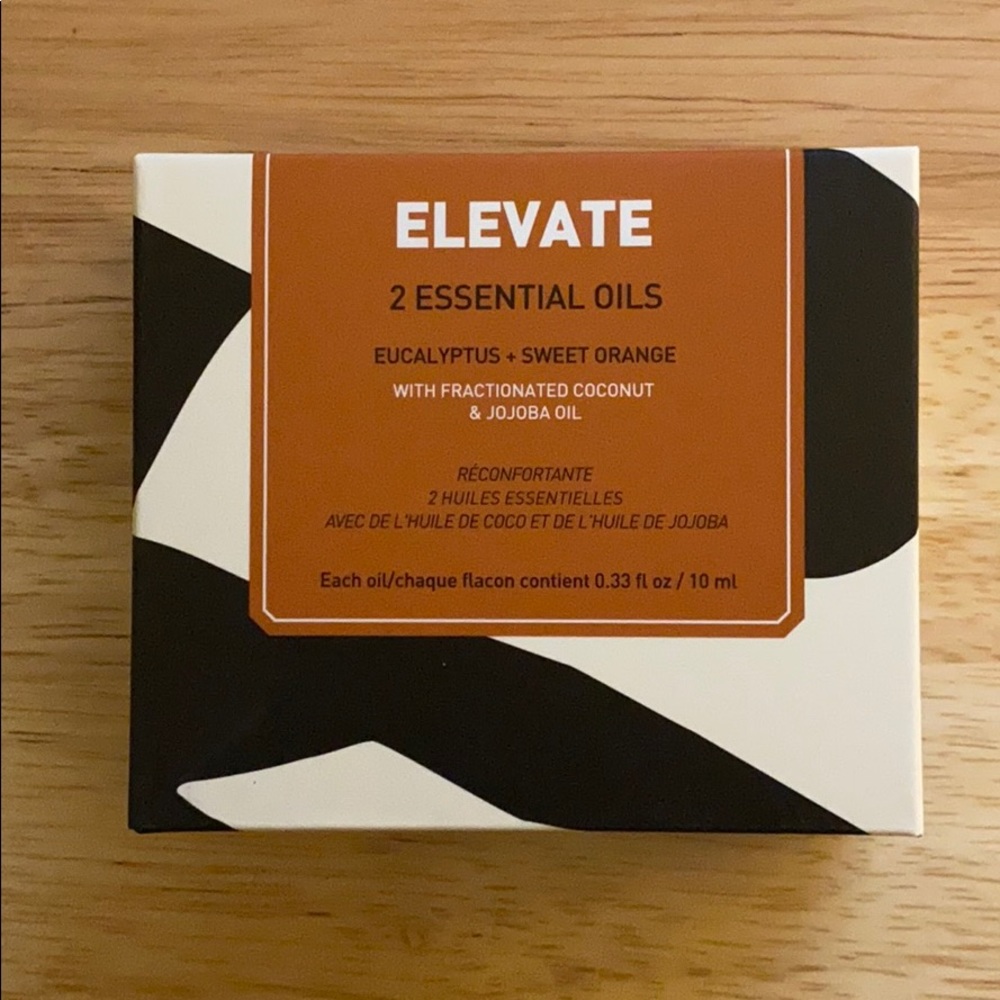 ELEVATE
2 ESSENTIAL OILS
EUCALYPTUS + SWEET ORANGE
WITH FRACTIONATED COCONUT
& JOJOBA OIL
RÉCONFORTANTE
2 HUILES ESSENTIELLES
AVEC DE L'HUILE DE COCO ET DE L'HUILE DE JOJOBA
Each oil/chaque flacon contient 0.33 fl oz / 10 ml